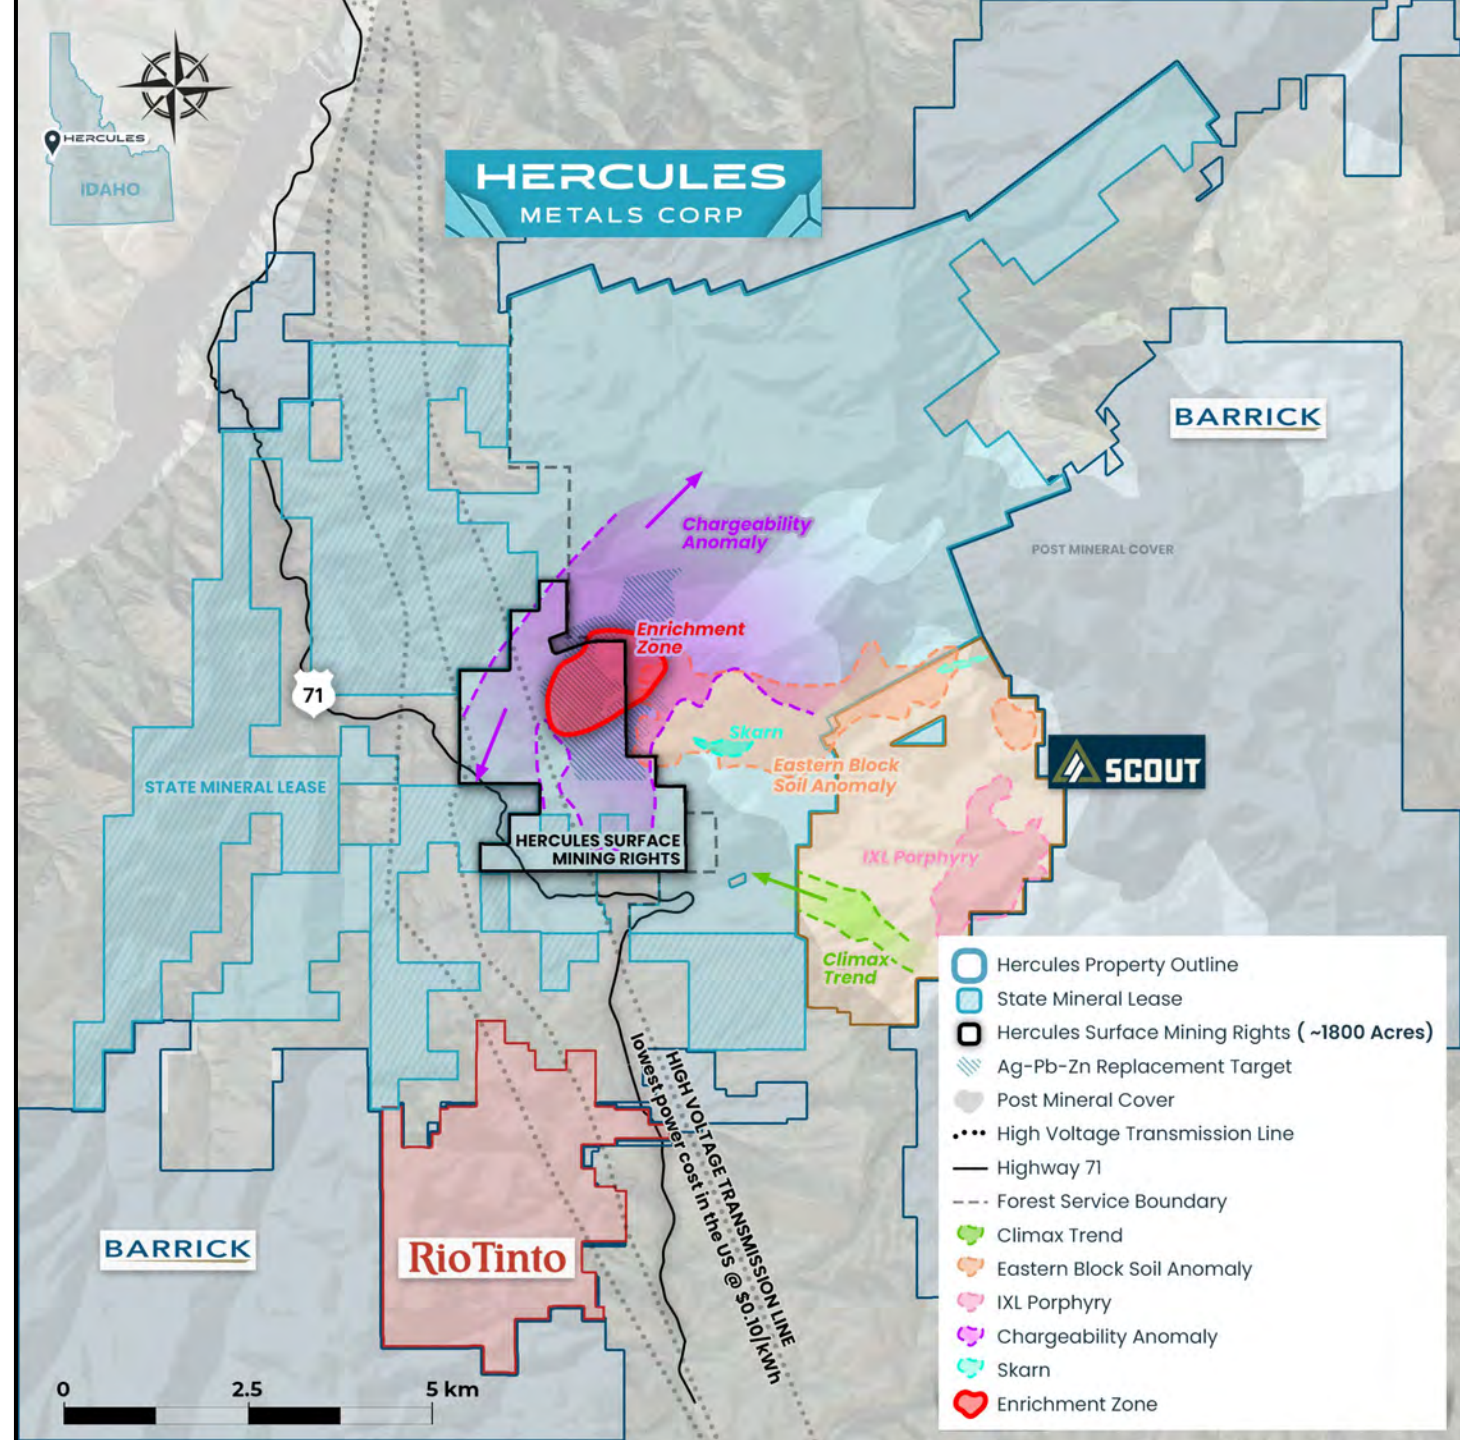 HERCULES
IDAHO
HERCULES
METALS CORP
BARRICK
Chargeability
Anomaly
POST MINERAL COVER
Enrichment
Zone
71
Skarn
Eastern Block
Soil Anomaly
SCOUT
STATE MINERAL LEASE
HERCULES SURFACE
MINING RIGHTS
IXL Porphyry
Climax
Trend
HIGH VOLTAGE TRANSMISSION LINE
lowest power cost in the US @ $0.10/kWh
BARRICK
RioTinto
0 2.5 5 km
Hercules Property Outline
State Mineral Lease
Hercules Surface Mining Rights ( ~1800 Acres)
Ag-Pb-Zn Replacement Target
Post Mineral Cover
High Voltage Transmission Line
Highway 71
Forest Service Boundary
Climax Trend
Eastern Block Soil Anomaly
IXL Porphyry
Chargeability Anomaly
Skarn
Enrichment Zone